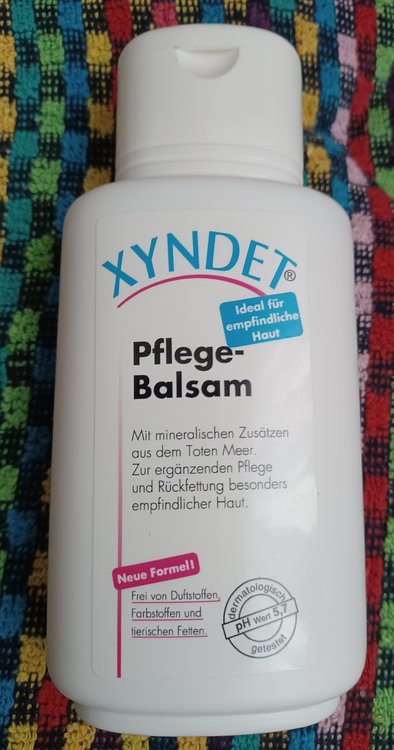 XYNDET®
Ideal für
empfindliche
Haut
Pflege-
Balsam
Mit mineralischen Zusätzen
aus dem Toten Meer.
Zur ergänzenden Pflege
und Rückfettung besonders
empfindlicher Haut.
Neue Formel!
Frei von Duftstoffen,
Farbstoffen und
tierischen Fetten.
dermatologisch
pH Wert 5,7
getestet